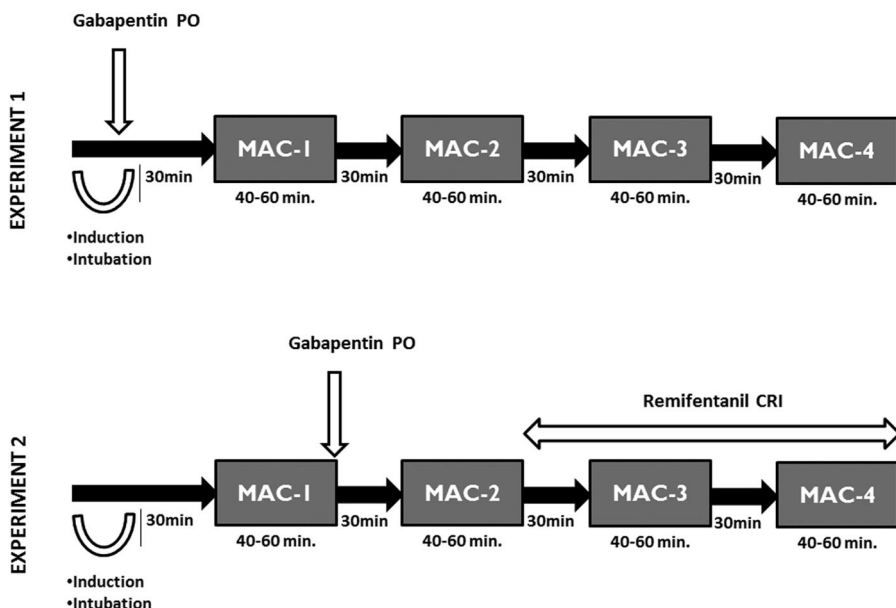 Gabapentin PO
EXPERIMENT 1
MAC-1
MAC-2
MAC-3
MAC-4
30min
30min
30min
30min
40-60 min.
40-60 min.
40-60 min.
40-60 min.
•Induction
•Intubation
Gabapentin PO
Remifentanil CRI
EXPERIMENT 2
MAC-1
MAC-2
MAC-3
MAC-4
30min
30min
30min
30min
40-60 min.
40-60 min.
40-60 min.
40-60 min.
•Induction
•Intubation